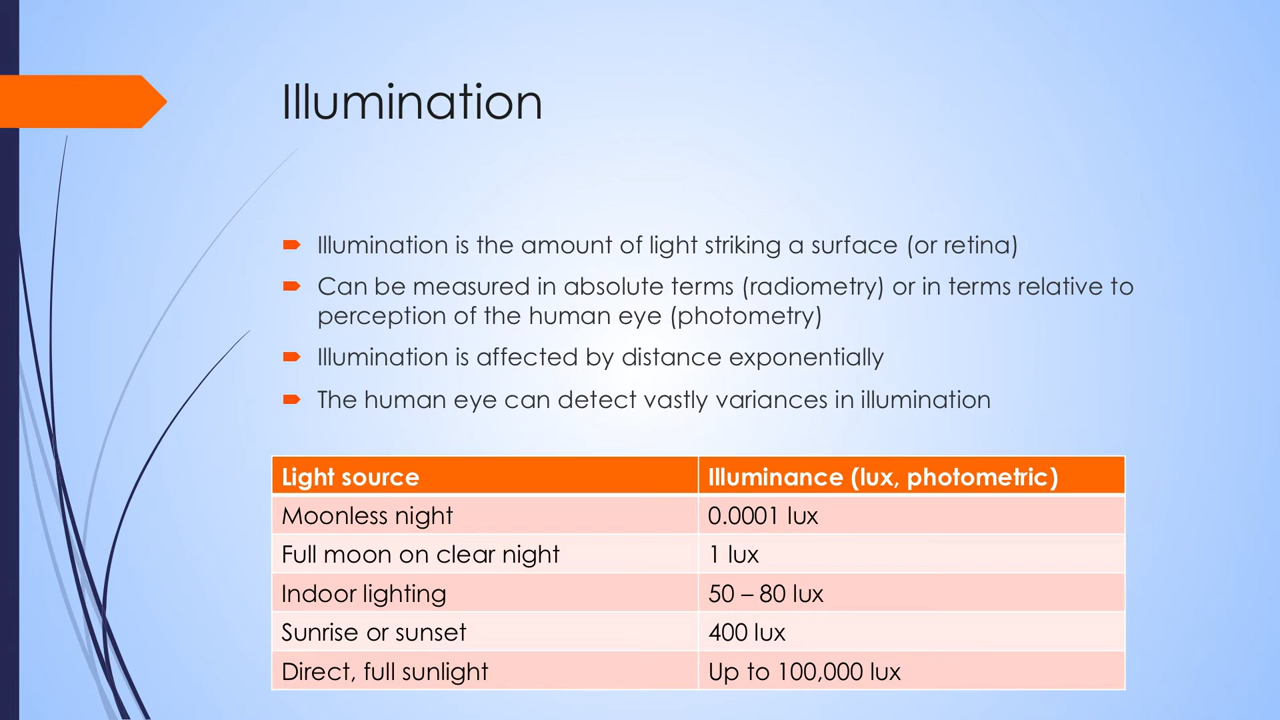 Illumination
Illumination is the amount of light striking a surface (or retina)
Can be measured in absolute terms (radiometry) or in terms relative to
perception of the human eye (photometry)
Illumination is affected by distance exponentially
The human eye can detect vastly variances in illumination
Light source Illuminance (lux, photometric)
Moonless night 0.0001 lux
Full moon on clear night 1 lux
Indoor lighting 50 – 80 lux
Sunrise or sunset 400 lux
Direct, full sunlight Up to 100,000 lux